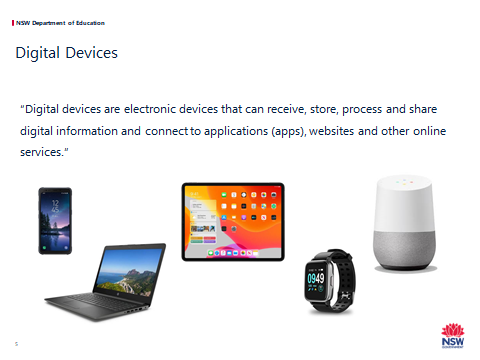 NSW Department of Education
Digital Devices
“Digital devices are electronic devices that can receive, store, process and share
digital information and connect to applications (apps), websites and other online
services.”
09:49
5
NSW